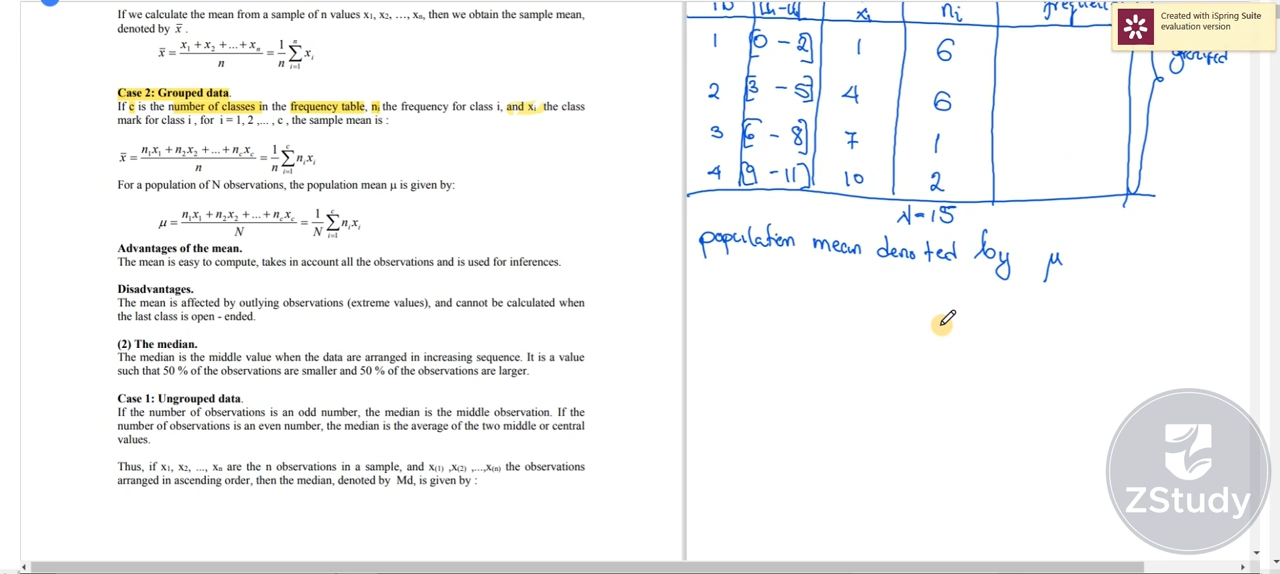 If we calculate the mean from a sample of n values x₁, x₂, …, xₙ, then we obtain the sample mean,
denoted by x̄ .
x̄ = (x₁ + x₂ + ... + xₙ)/n = 1/n ∑ᵢ₌₁ⁿ xᵢ
Case 2: Grouped data.
If c is the number of classes in the frequency table, nᵢ the frequency for class i, and xᵢ the class
mark for class i , for i = 1, 2 ,... , c , the sample mean is :
x̄ = (n₁x₁ + n₂x₂ + ... + n꜀x꜀)/n = 1/n ∑ᵢ₌₁ᶜ nᵢxᵢ
For a population of N observations, the population mean μ is given by:
μ = (n₁x₁ + n₂x₂ + ... + n꜀x꜀)/N = 1/N ∑ᵢ₌₁ᶜ nᵢxᵢ
Advantages of the mean.
The mean is easy to compute, takes in account all the observations and is used for inferences.
Disadvantages.
The mean is affected by outlying observations (extreme values), and cannot be calculated when
the last class is open - ended.
(2) The median.
The median is the middle value when the data are arranged in increasing sequence. It is a value
such that 50 % of the observations are smaller and 50 % of the observations are larger.
Case 1: Ungrouped data.
If the number of observations is an odd number, the median is the middle observation. If the
number of observations is an even number, the median is the average of the two middle or central
values.
Thus, if x₁, x₂, ..., xₙ are the n observations in a sample, and x₍₁₎ ,x₍₂₎ ,...,x₍ₙ₎ the observations
arranged in ascending order, then the median, denoted by Md, is given by :
xᵢ nᵢ
1 [0 - 2] 1 6
2 [3 - 5] 4 6
3 [6 - 8] 7 1
4 [9 - 11] 10 2
N=15
population mean denoted by μ
Created with iSpring Suite
evaluation version
ZStudy